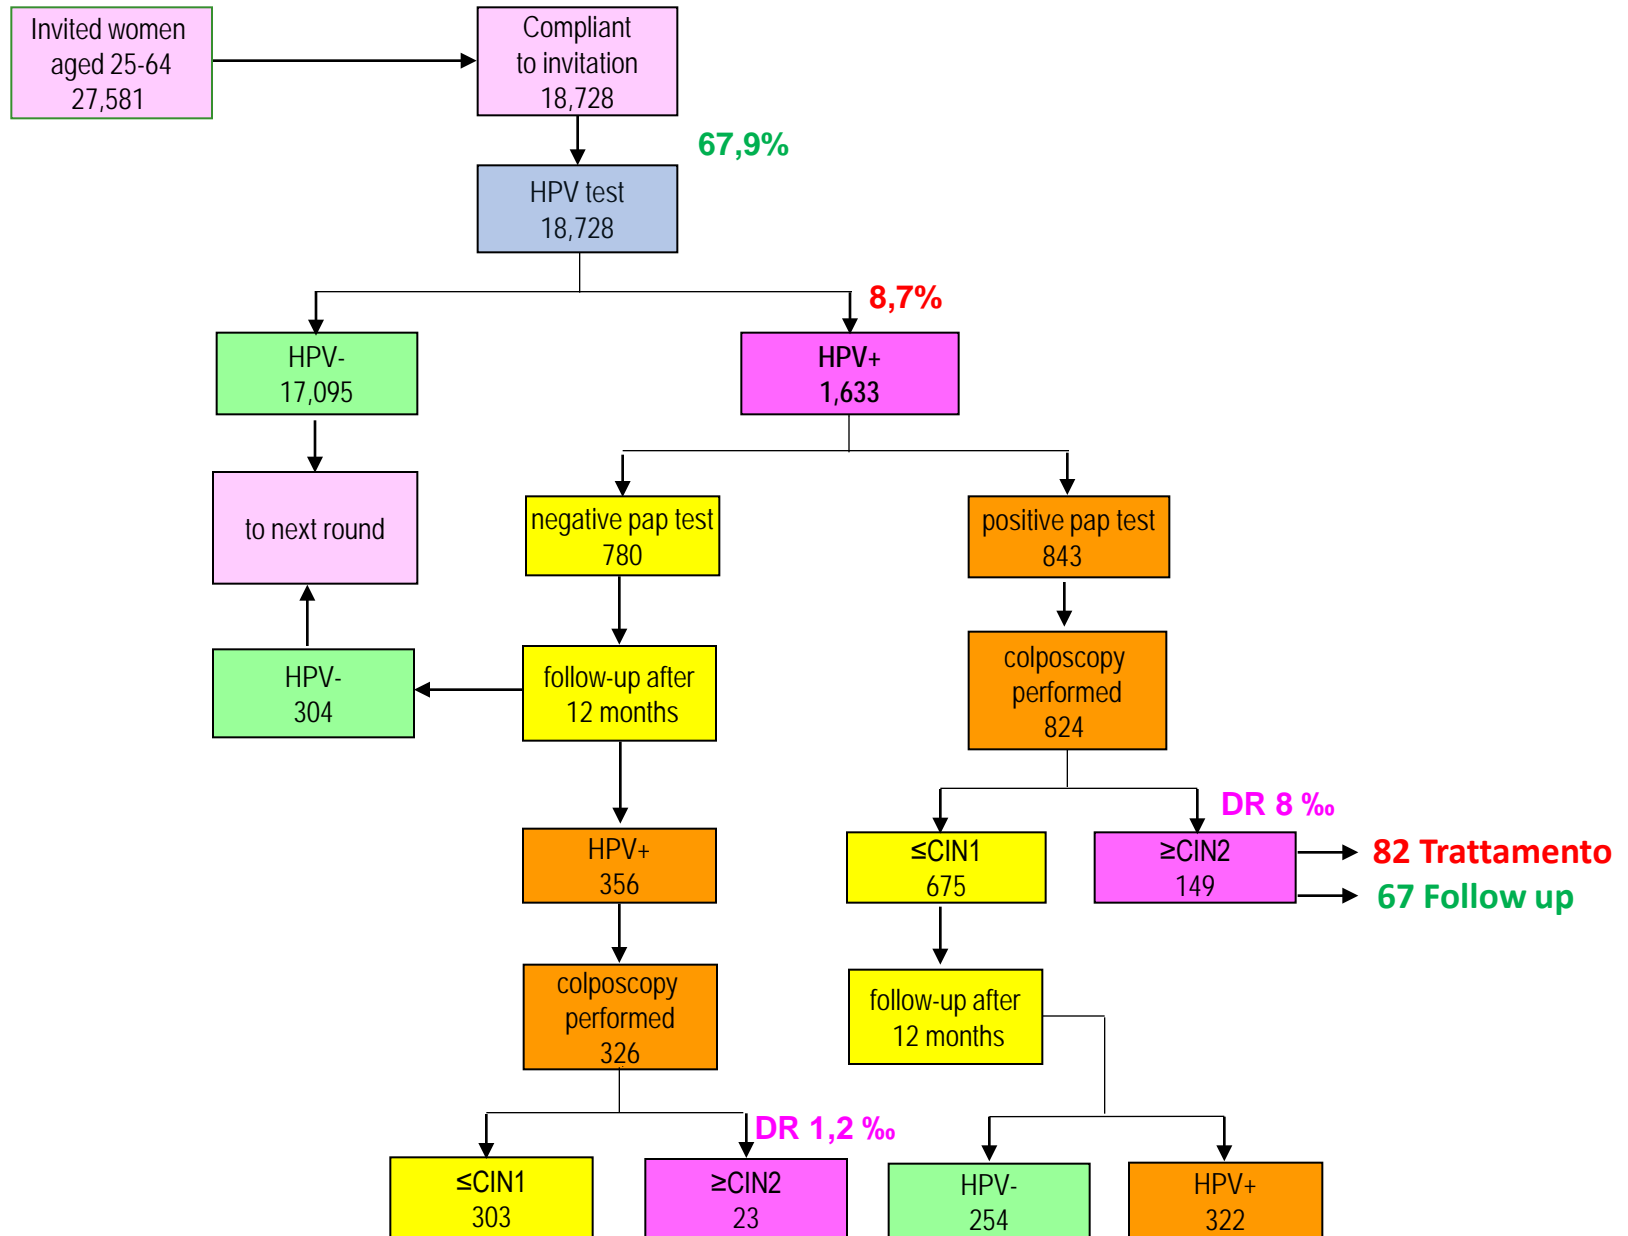 Invited women
aged 25-64
27,581
Compliant
to invitation
18,728
67,9%
HPV test
18,728
8,7%
HPV-
17,095
HPV+
1,633
to next round
negative pap test
780
positive pap test
843
HPV-
304
follow-up after
12 months
colposcopy
performed
824
DR 8 ‰
HPV+
356
≤CIN1
675
≥CIN2
149
82 Trattamento
67 Follow up
colposcopy
performed
326
follow-up after
12 months
DR 1,2 ‰
≤CIN1
303
≥CIN2
23
HPV-
254
HPV+
322